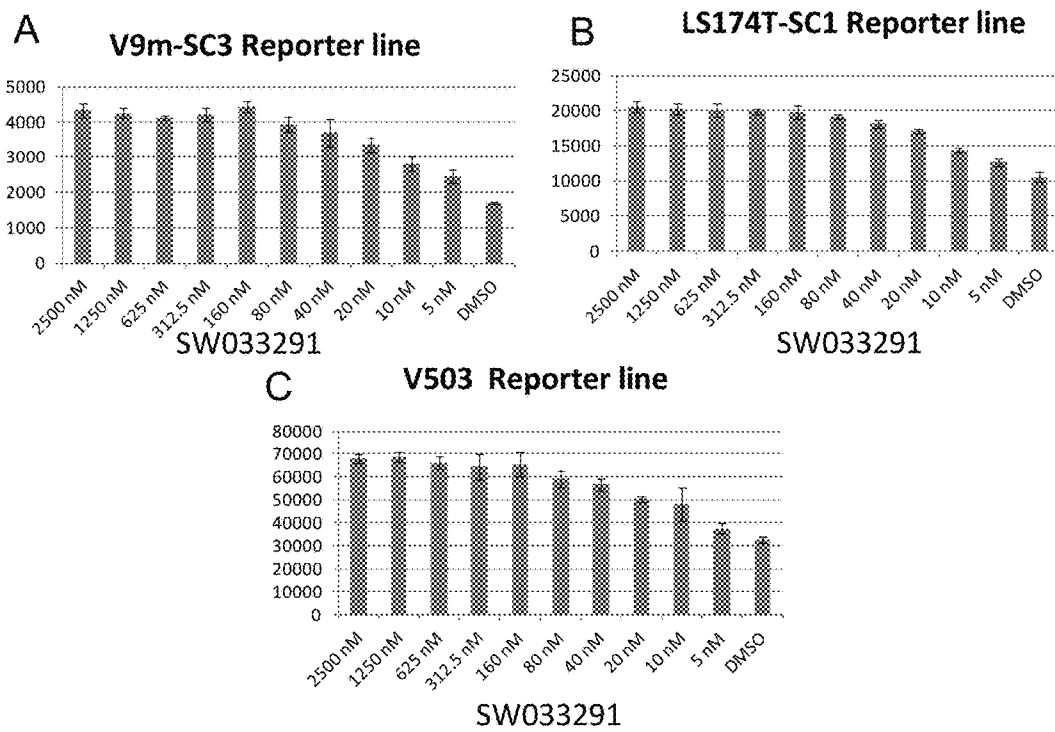 A
V9m-SC3 Reporter line
5000
4000
3000
2000
1000
0
2500 nM
1250 nM
625 nM
312.5 nM
160 nM
80 nM
40 nM
20 nM
10 nM
5 nM
DMSO
SW033291
B
LS174T-SC1 Reporter line
25000
20000
15000
10000
5000
0
2500 nM
1250 nM
625 nM
312.5 nM
160 nM
80 nM
40 nM
20 nM
10 nM
5 nM
DMSO
SW033291
C
V503 Reporter line
80000
70000
60000
50000
40000
30000
20000
10000
0
2500 nM
1250 nM
625 nM
312.5 nM
160 nM
80 nM
40 nM
20 nM
10 nM
5 nM
DMSO
SW033291